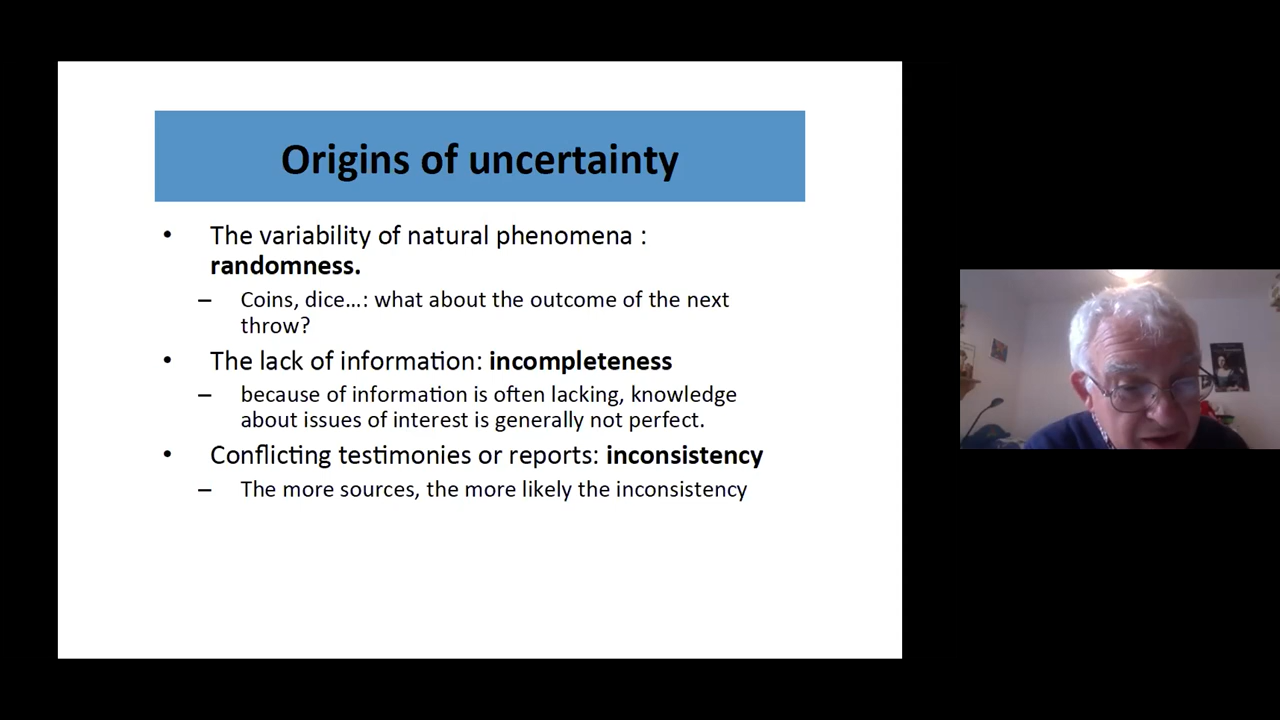 Origins of uncertainty
• The variability of natural phenomena :
randomness.
– Coins, dice…: what about the outcome of the next
throw?
• The lack of information: incompleteness
– because of information is often lacking, knowledge
about issues of interest is generally not perfect.
• Conflicting testimonies or reports: inconsistency
– The more sources, the more likely the inconsistency